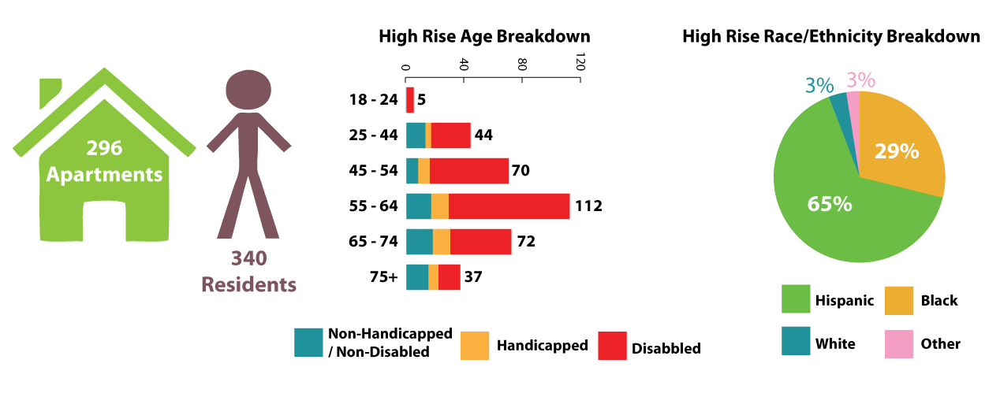 296
Apartments
340
Residents
High Rise Age Breakdown
0
40
80
120
18 - 24
5
25 - 44
44
45 - 54
70
55 - 64
112
65 - 74
72
75+
37
Non-Handicapped
/ Non-Disabled
Handicapped
Disabbled
High Rise Race/Ethnicity Breakdown
3%
3%
29%
65%
Hispanic
Black
White
Other